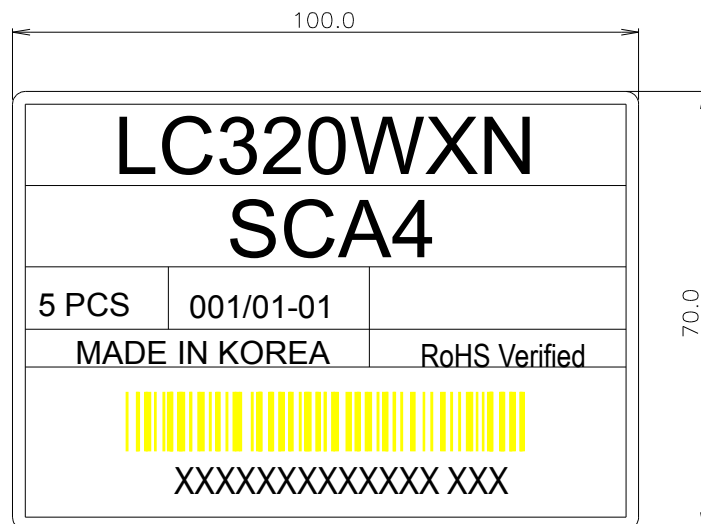 100.0
LC320WXN
SCA4
5 PCS 001/01-01
MADE IN KOREA RoHS Verified
70.0
XXXXXXXXXXXXX XXX